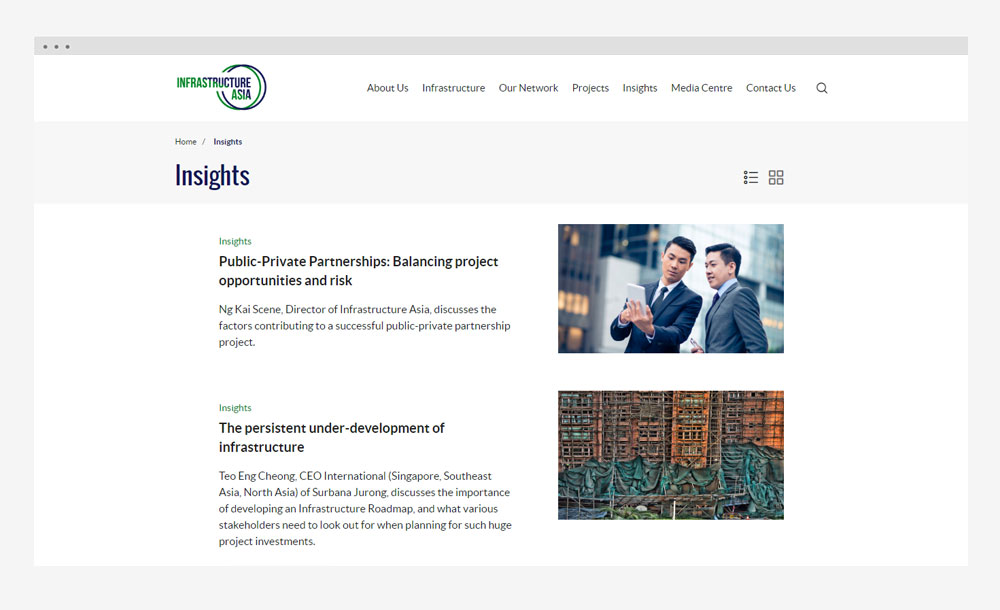 INFRASTRUCTURE
ASIA
About Us Infrastructure Our Network Projects Insights Media Centre Contact Us
Home / Insights
Insights
Insights
Public-Private Partnerships: Balancing project
opportunities and risk
Ng Kai Scene, Director of Infrastructure Asia, discusses the
factors contributing to a successful public-private partnership
project.
Insights
The persistent under-development of
infrastructure
Teo Eng Cheong, CEO International (Singapore, Southeast
Asia, North Asia) of Surbana Jurong, discusses the importance
of developing an Infrastructure Roadmap, and what various
stakeholders need to look out for when planning for such huge
project investments.